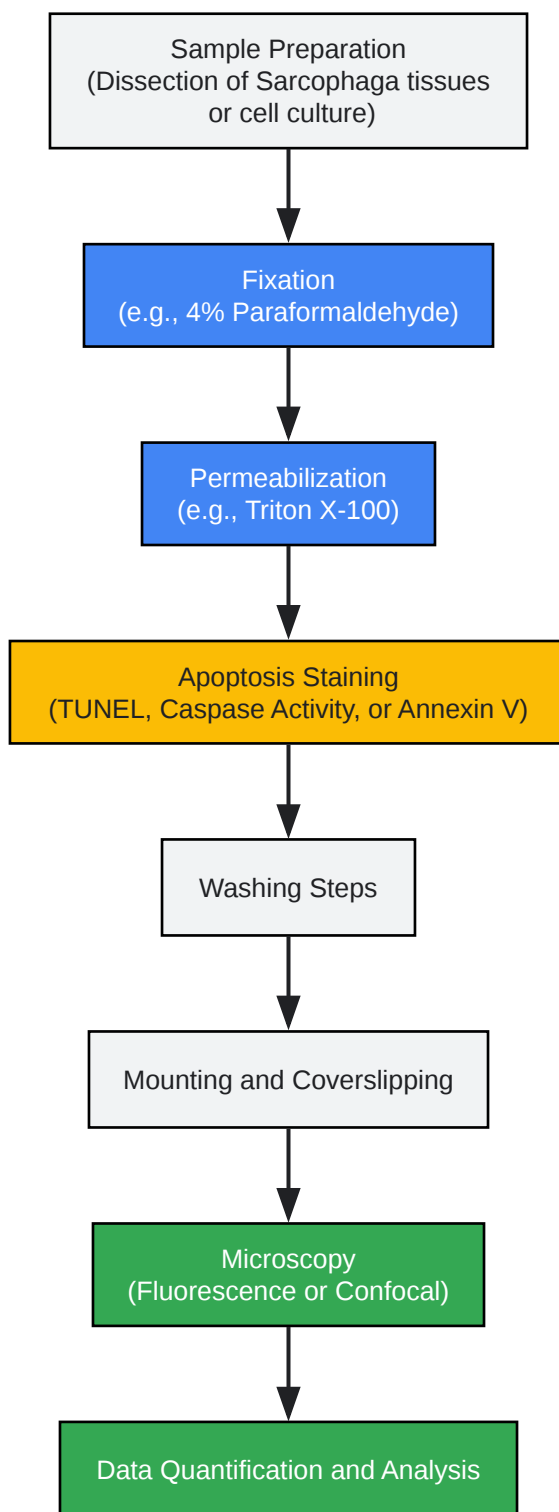 Sample Preparation
(Dissection of Sarcophaga tissues
or cell culture)
Fixation
(e.g., 4% Paraformaldehyde)
Permeabilization
(e.g., Triton X-100)
Apoptosis Staining
(TUNEL, Caspase Activity, or Annexin V)
Washing Steps
Mounting and Coverslipping
Microscopy
(Fluorescence or Confocal)
Data Quantification and Analysis